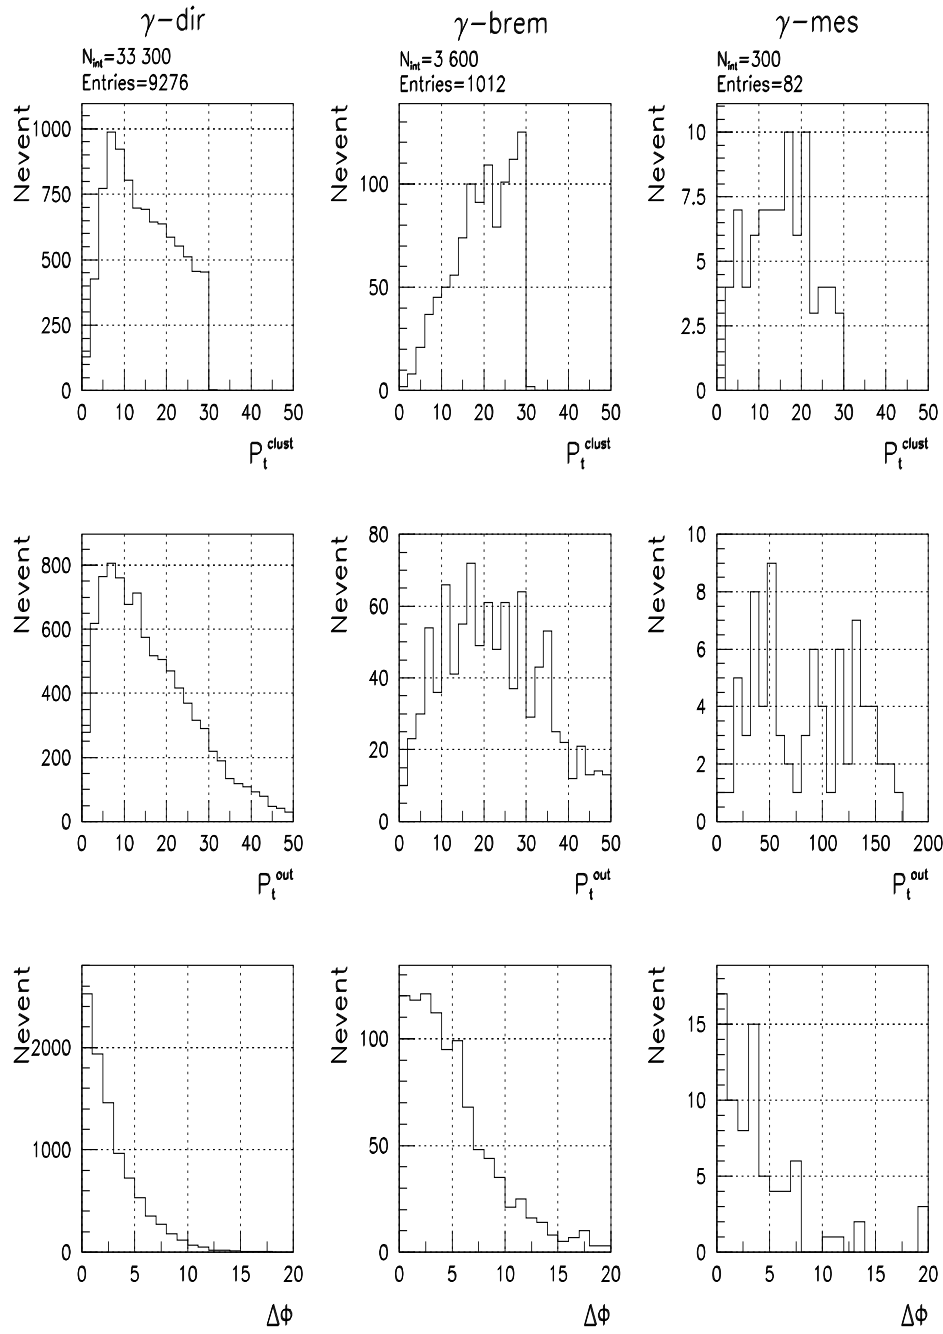 γ-dir γ-brem γ-mes
N_int=33 300 N_int=3 600 N_int=300
Entries=9276 Entries=1012 Entries=82
Nevent Nevent Nevent
1000 100 10
750 7.5
500 50 5
250 2.5
0 0 0
0 10 20 30 40 50 0 10 20 30 40 50 0 10 20 30 40 50
P_t^clust P_t^clust P_t^clust
Nevent Nevent Nevent
80 10
800 60 8
600 6
400 40 4
200 20 2
0 0 0
0 10 20 30 40 50 0 10 20 30 40 50 0 50 100 150 200
P_t^out P_t^out P_t^out
Nevent Nevent Nevent
2000 100 15
10
1000 50 5
0 0 0
0 5 10 15 20 0 5 10 15 20 0 5 10 15 20
Δφ Δφ Δφ